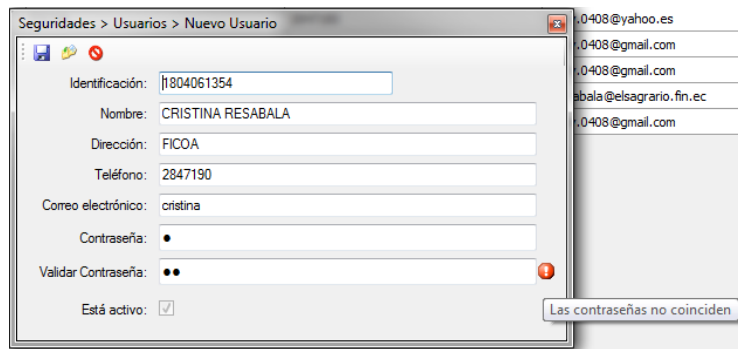 Seguridades > Usuarios > Nuevo Usuario
.0408@yahoo.es
.0408@gmail.com
.0408@gmail.com
abala@elsagrario.fin.ec
.0408@gmail.com
Identificación: 1804061354
Nombre: CRISTINA RESABALA
Dirección: FICOA
Teléfono: 2847190
Correo electrónico: cristina
Contraseña: ●
Validar Contraseña: ●●
Está activo:
Las contraseñas no coinciden